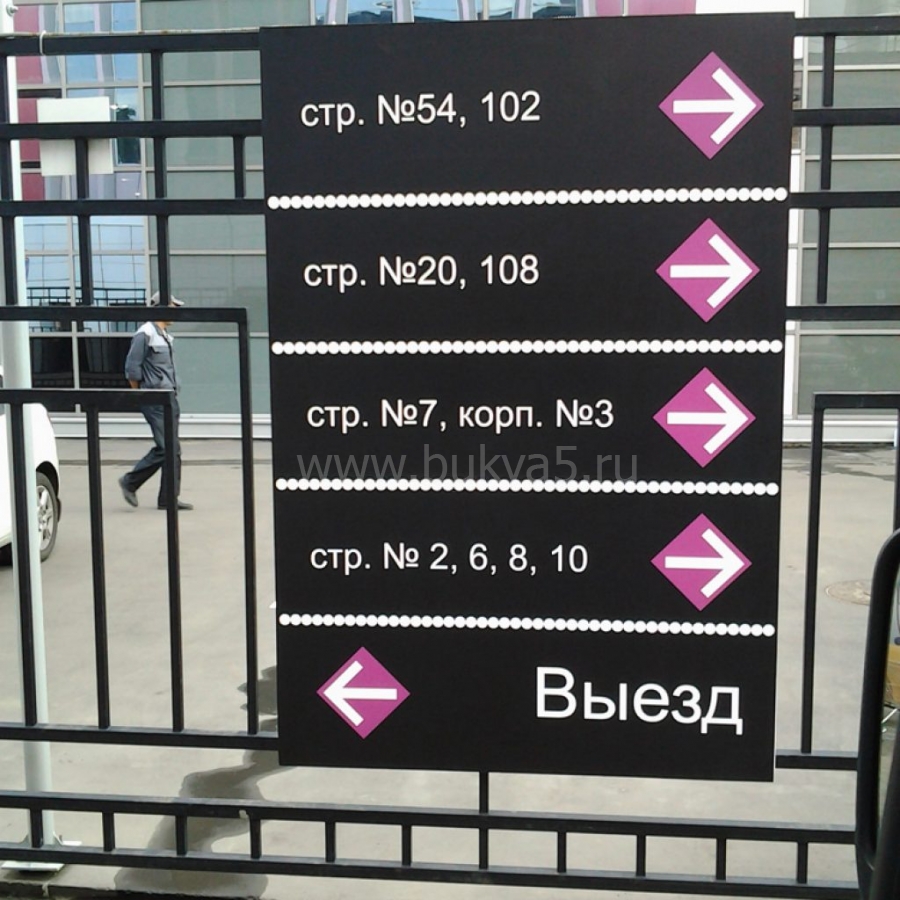 стр. №54, 102
стр. №20, 108
стр. №7, корп. №3
www.bukva5.ru
стр. № 2, 6, 8, 10
Выезд